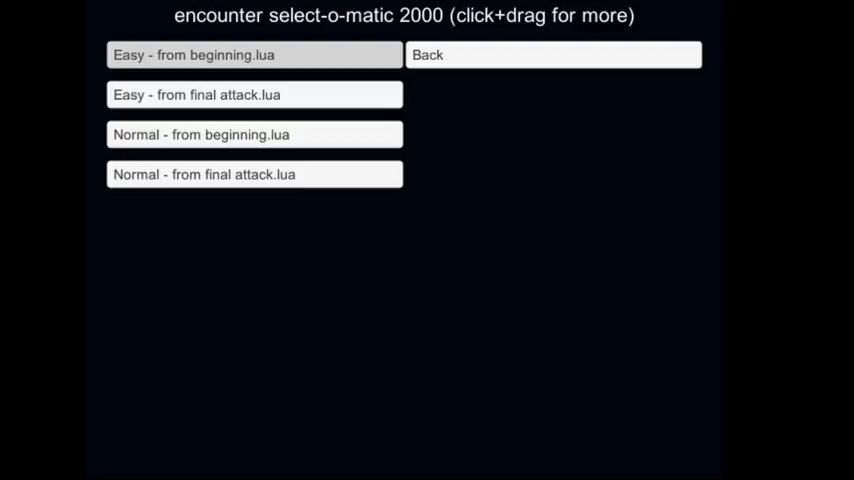 encounter select-o-matic 2000 (click+drag for more)
Easy - from beginning.lua
Back
Easy - from final attack.lua
Normal - from beginning.lua
Normal - from final attack.lua